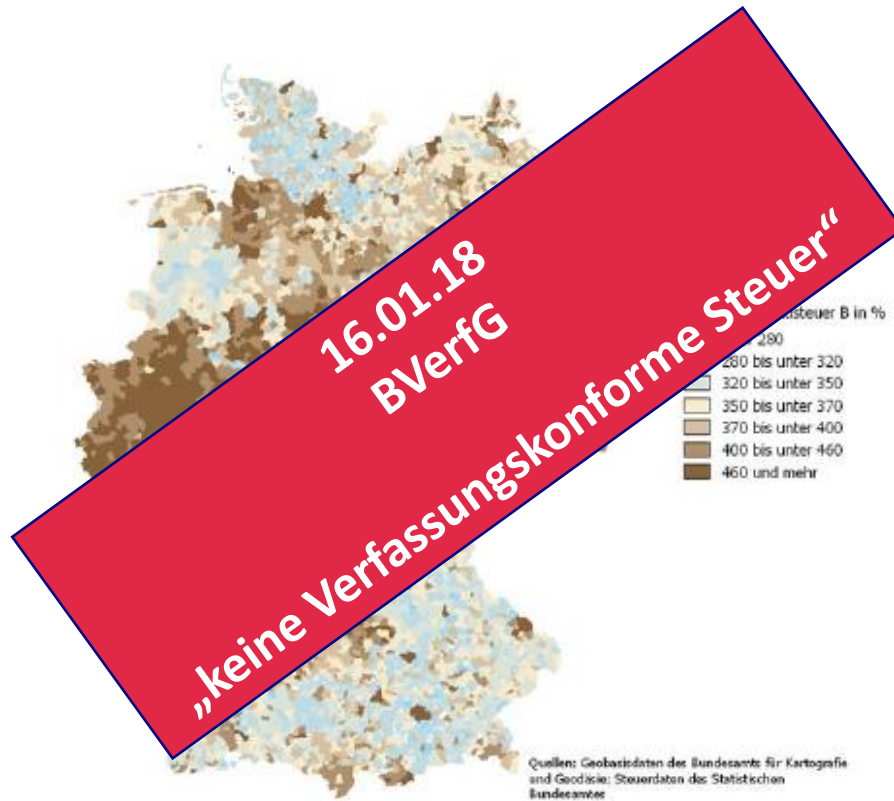 16.01.18
BVerfG
„keine Verfassungskonforme Steuer“
B in %
280
280 bis unter 320
320 bis unter 350
350 bis unter 370
370 bis unter 400
400 bis unter 460
460 und mehr
Quellen: Geobasisdaten des Bundesamts für Kartografie
und Geodäsie; Steuerdaten des Statistischen
Bundesamtes